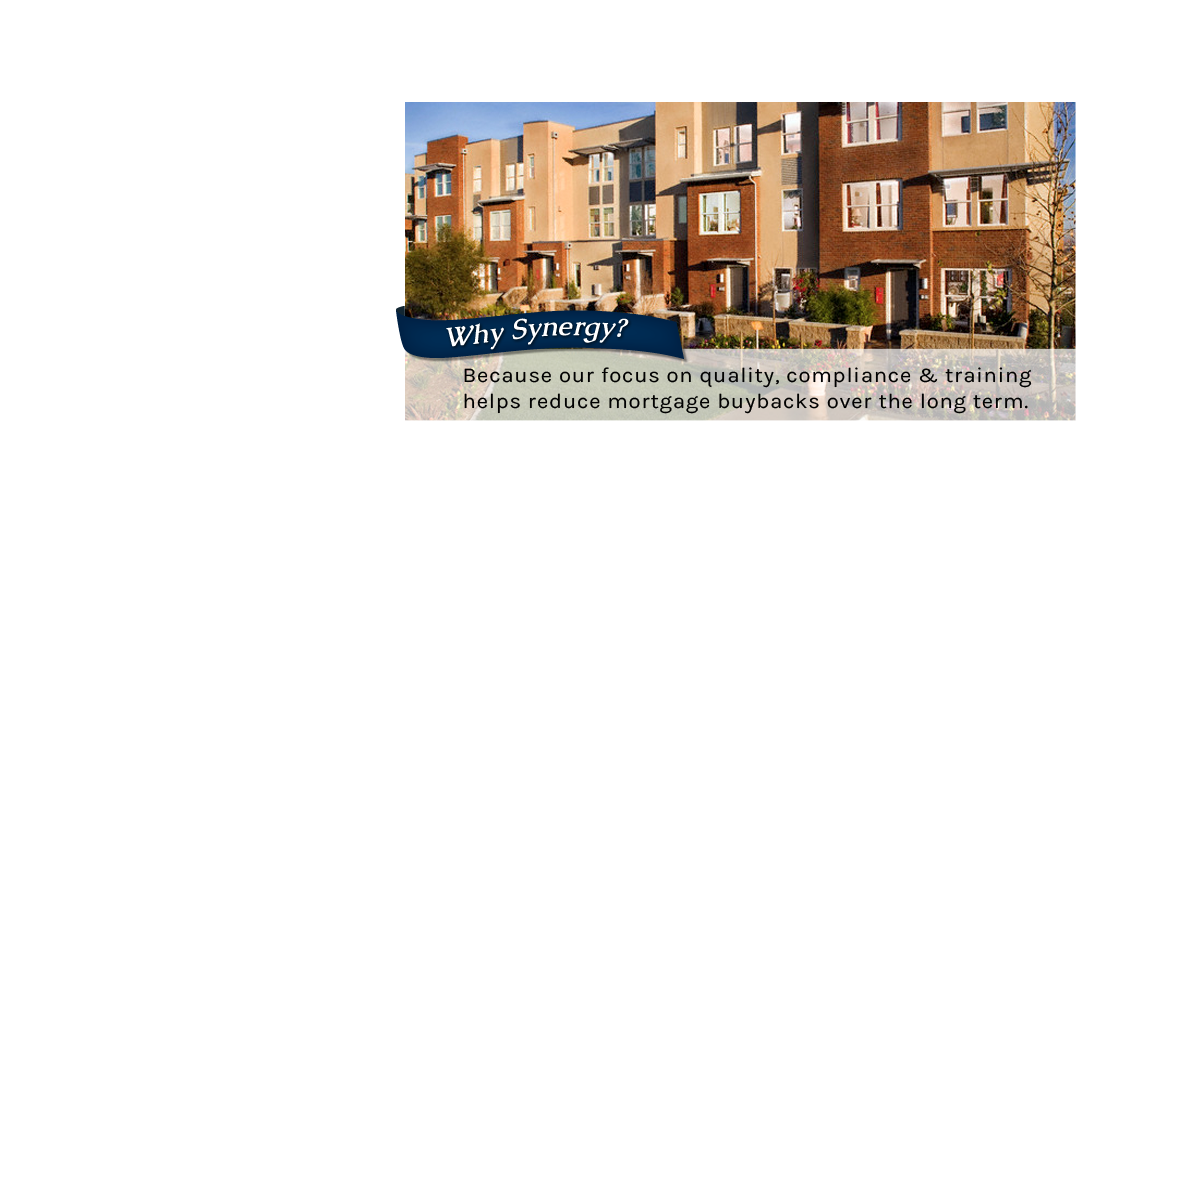 Why Synergy?
Because our focus on quality, compliance & training
helps reduce mortgage buybacks over the long term.